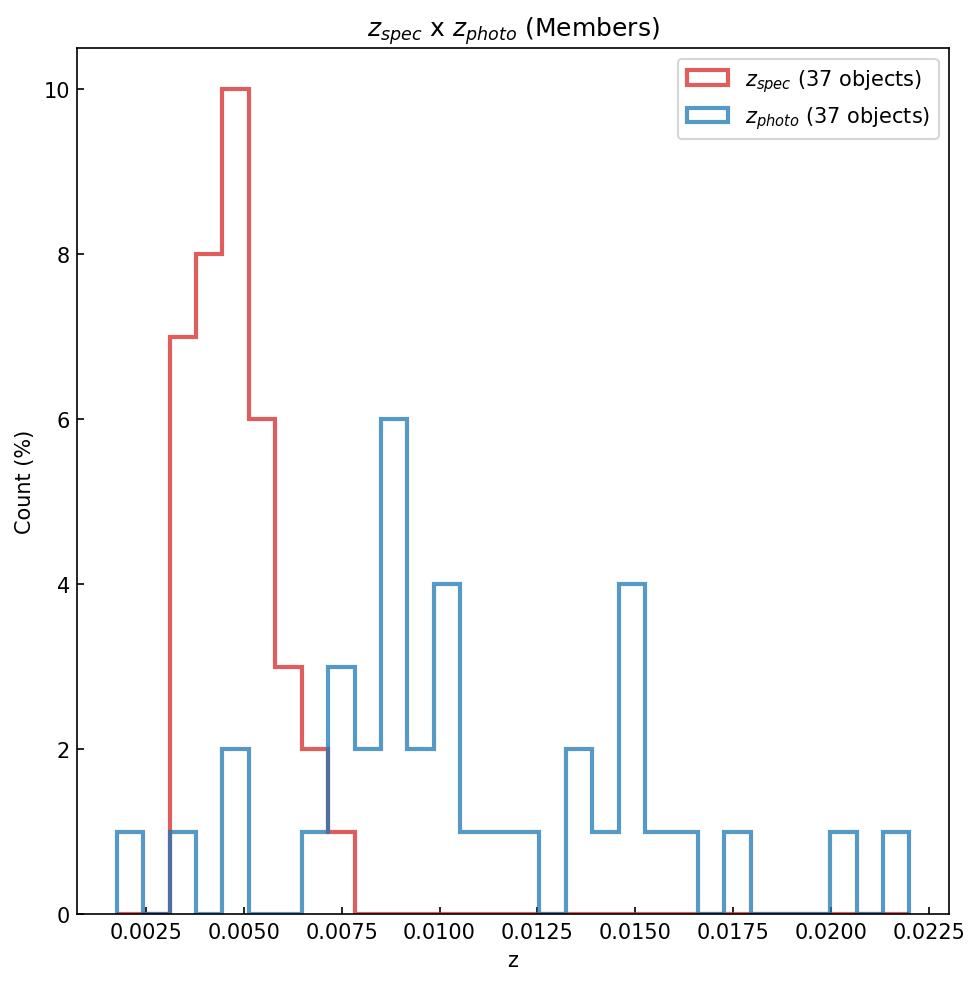 z_spec x z_photo (Members)
z_spec (37 objects)
z_photo (37 objects)
Count (%)
10
8
6
4
2
0
0.0025 0.0050 0.0075 0.0100 0.0125 0.0150 0.0175 0.0200 0.0225
z